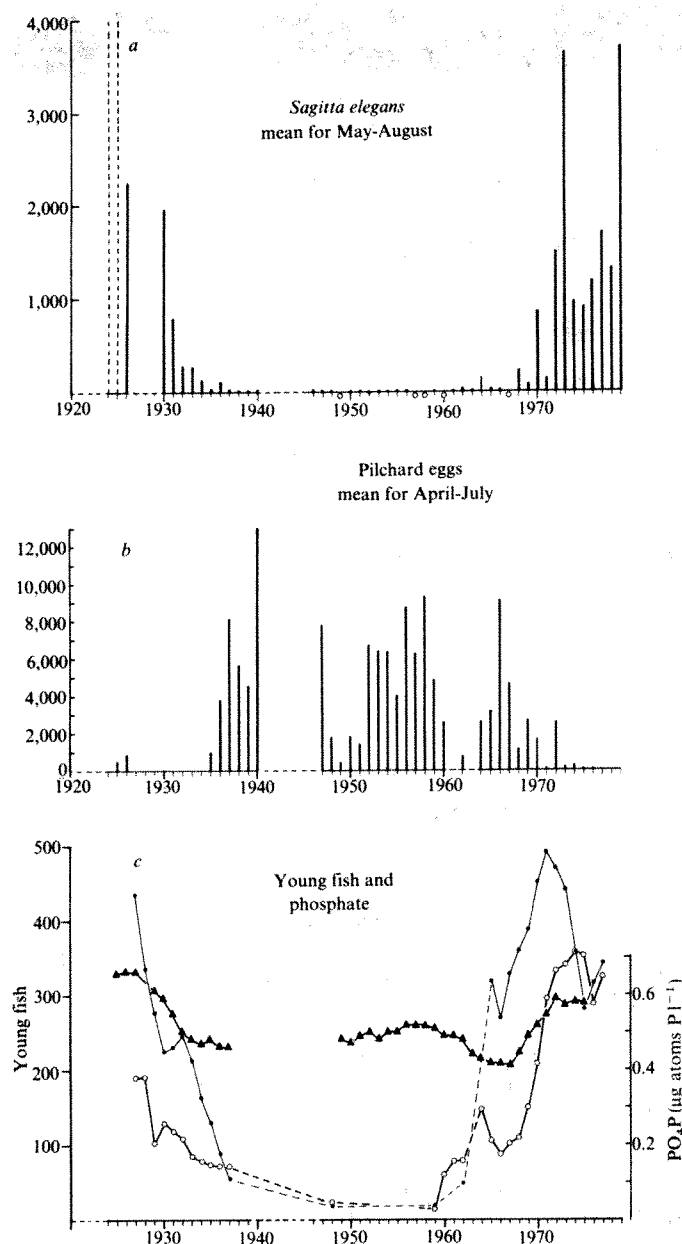 4,000
a
Sagitta elegans
mean for May-August
3,000
2,000
1,000
1920 1930 1940 1950 1960 1970
Pilchard eggs
mean for April-July
12,000
b
10,000
8,000
6,000
4,000
2,000
0
1920 1930 1940 1950 1960 1970
500
c
Young fish and
phosphate
400
300
200
100
Young fish
0.6
0.4
0.2
PO4P (µg atoms P l⁻¹)
1930 1940 1950 1960 1970